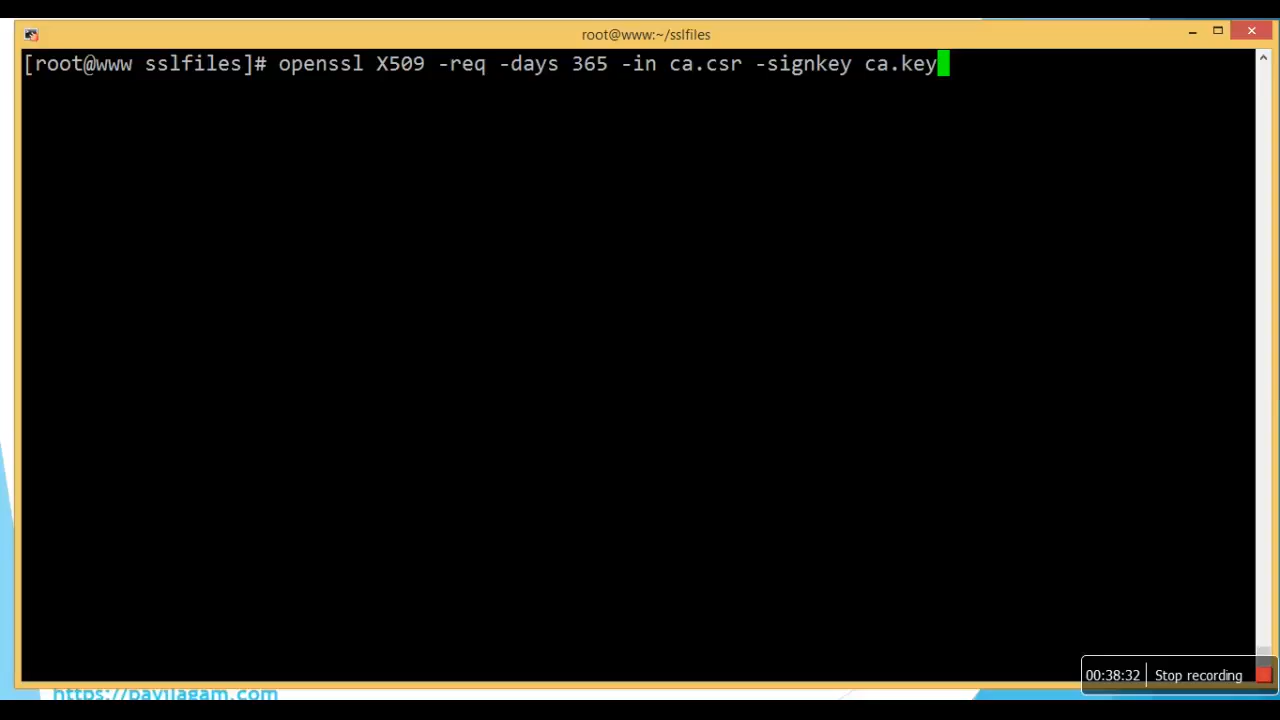 root@www:~/sslfiles
[root@www sslfiles]# openssl X509 -req -days 365 -in ca.csr -signkey ca.key
00:38:32 Stop recording
https://payilagam.com